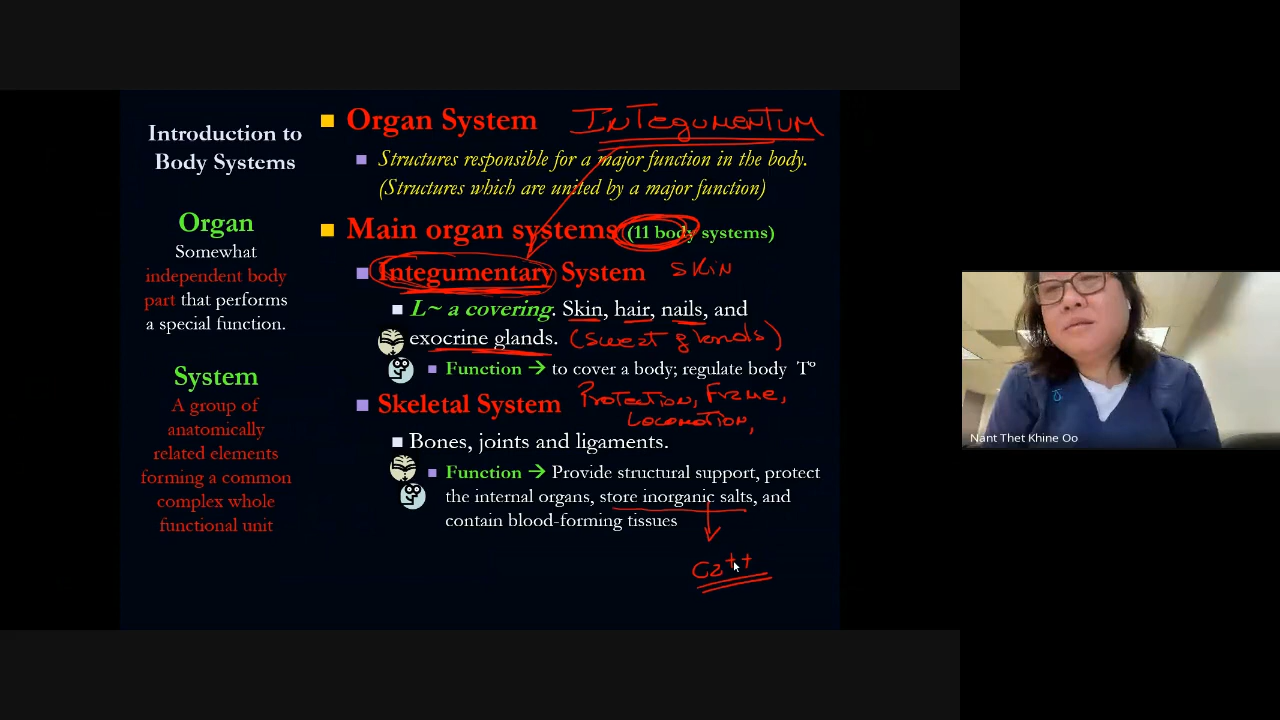 Introduction to
Body Systems
Organ
Somewhat
independent body
part that performs
a special function.
System
A group of
anatomically
related elements
forming a common
complex whole
functional unit
Organ System INTEGUMENTUM
Structures responsible for a major function in the body.
(Structures which are united by a major function)
Main organ systems (11 body systems)
Integumentary System SKIN
L~ a covering. Skin, hair, nails, and
exocrine glands. (sweat glands)
Function → to cover a body; regulate body T°
Skeletal System Protection, Frame,
Locomotion,
Bones, joints and ligaments.
Function → Provide structural support, protect
the internal organs, store inorganic salts, and
contain blood-forming tissues
Ca++
Nant Thet Khine Oo